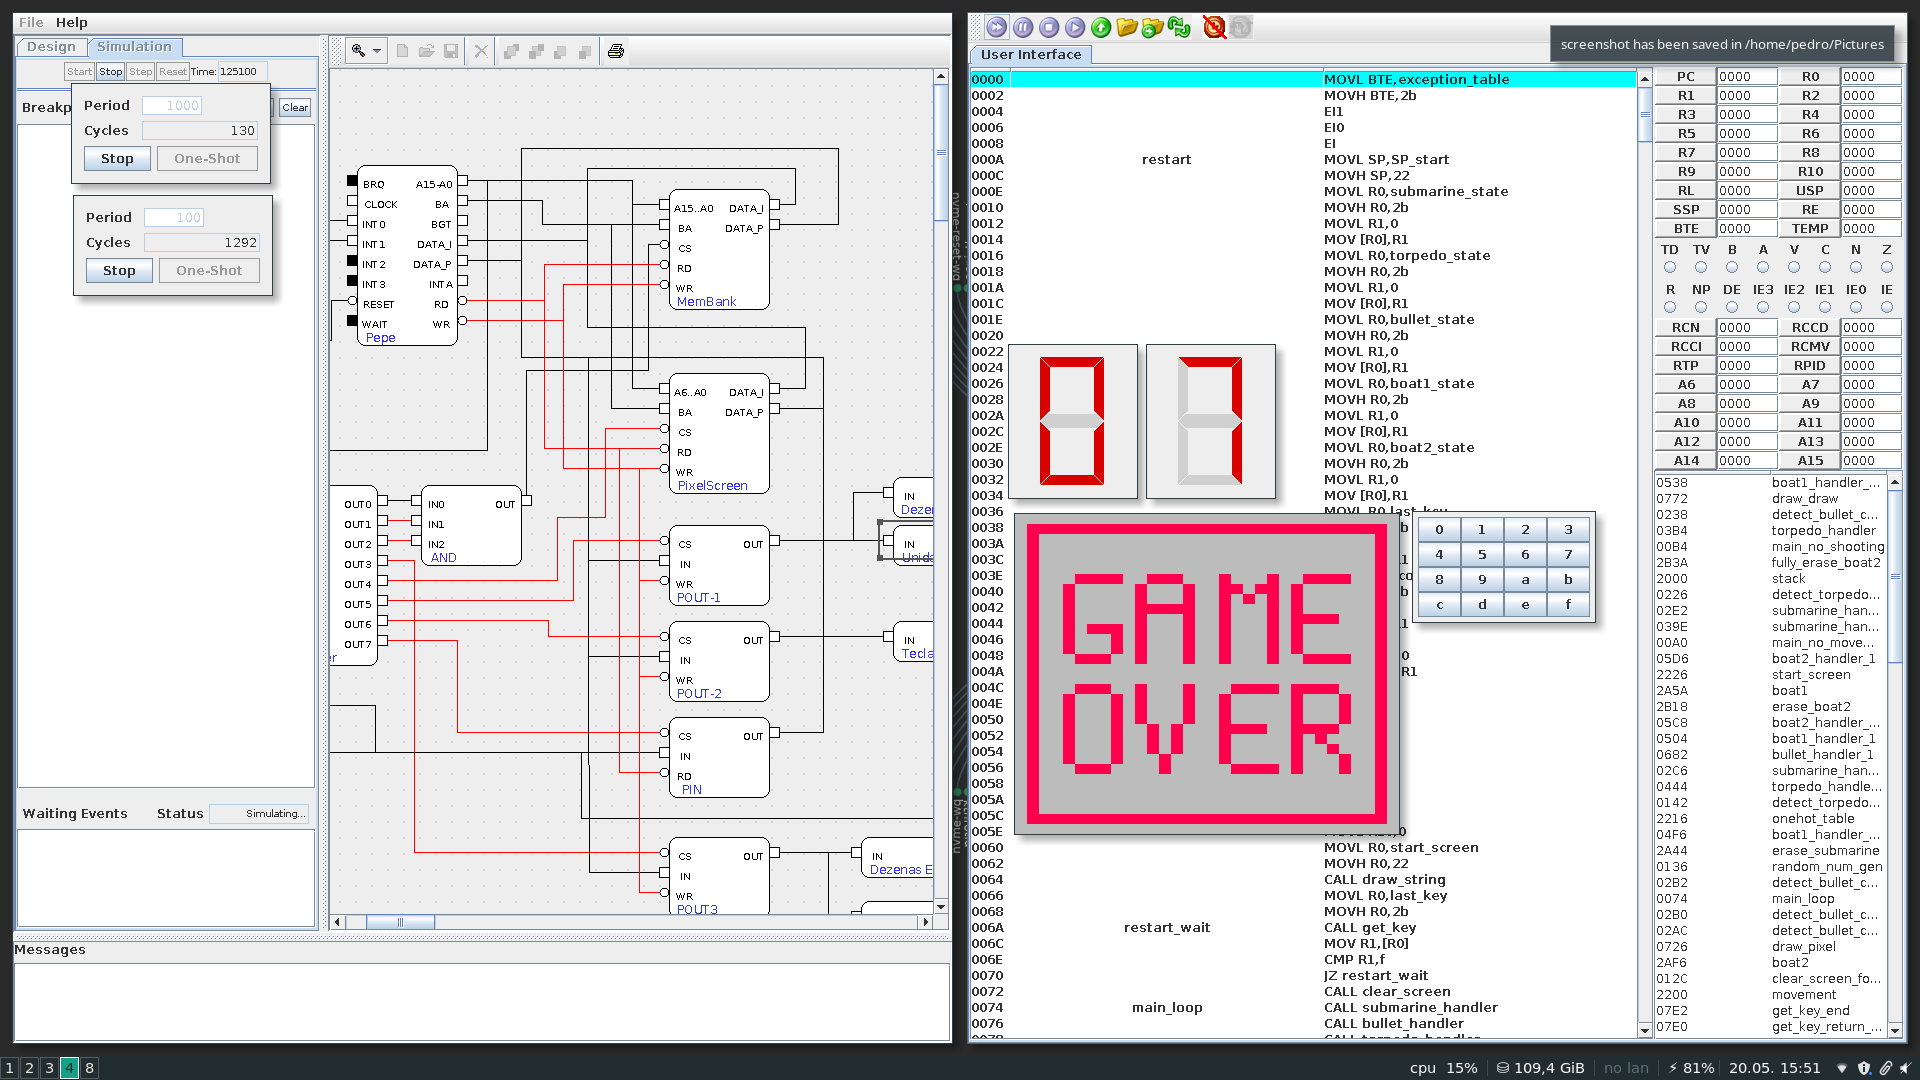 File Help
Design Simulation
Start Stop Step Reset Time: 125100
Breakp Clear
Period 1000
Cycles 130
Stop One-Shot
Period 100
Cycles 1292
Stop One-Shot
Waiting Events Status Simulating...
Messages
BRQ A15-A0
CLOCK BA
INT0 BGT
INT1 DATA_I
INT2 DATA_P
INT3 INTA
RESET RD
WAIT WR
Pepe
A15..A0 DATA_I
BA DATA_P
CS
RD
WR
MemBank
A6..A0 DATA_I
BA DATA_P
CS
RD
WR
PixelScreen
OUT0
OUT1
OUT2
OUT3
OUT4
OUT5
OUT6
OUT7
er
IN0 OUT
IN1
IN2
AND
CS OUT
IN
WR
POUT-1
CS OUT
IN
WR
POUT-2
CS OUT
IN
RD
PIN
CS OUT
IN
WR
POUT3
IN
Dezer
IN
Unida
IN
Tecla
IN
Dezenas E
nvme-reset-wq
nvme-wq
screenshot has been saved in /home/pedro/Pictures
User Interface
0000 MOVL BTE,exception_table
0002 MOVH BTE,2b
0004 EI1
0006 EI0
0008 EI
000A restart MOVL SP,SP_start
000C MOVH SP,22
000E MOVL R0,submarine_state
0010 MOVH R0,2b
0012 MOVL R1,0
0014 MOV [R0],R1
0016 MOVL R0,torpedo_state
0018 MOVH R0,2b
001A MOVL R1,0
001C MOV [R0],R1
001E MOVL R0,bullet_state
0020 MOVH R0,2b
0022 MOVL R1,0
0024 MOV [R0],R1
0026 MOVL R0,boat1_state
0028 MOVH R0,2b
002A MOVL R1,0
002C MOV [R0],R1
002E MOVL R0,boat2_state
0030 MOVH R0,2b
0032 MOVL R1,0
0034 MOV [R0],R1
0036 MOVL R0,last_key
0038 b
003A
003C 1
003E co
0040 b
0042
0044 1
0046
0048 0
004A R1
004C
004E
0050
0052
0054
0056
0058
005A
005C
005E 0
0060 MOVL R0,start_screen
0062 MOVH R0,22
0064 CALL draw_string
0066 MOVL R0,last_key
0068 MOVH R0,2b
006A restart_wait CALL get_key
006C MOV R1,[R0]
006E CMP R1,f
0070 JZ restart_wait
0072 CALL clear_screen
0074 main_loop CALL submarine_handler
0076 CALL bullet_handler
0078 CALL torpedo_handler
07
GAME
OVER
0 1 2 3
4 5 6 7
8 9 a b
c d e f
PC 0000 R0 0000
R1 0000 R2 0000
R3 0000 R4 0000
R5 0000 R6 0000
R7 0000 R8 0000
R9 0000 R10 0000
RL 0000 USP 0000
SSP 0000 RE 0000
BTE 0000 TEMP 0000
TD TV B A V C N Z
R NP DE IE3 IE2 IE1 IE0 IE
RCN 0000 RCCD 0000
RCCI 0000 RCMV 0000
RTP 0000 RPID 0000
A6 0000 A7 0000
A8 0000 A9 0000
A10 0000 A11 0000
A12 0000 A13 0000
A14 0000 A15 0000
0538 boat1_handler_...
0772 draw_draw
0238 detect_bullet_c...
03B4 torpedo_handler
00B4 main_no_shooting
2B3A fully_erase_boat2
2000 stack
0226 detect_torpedo...
02E2 submarine_han...
039E submarine_han...
00A0 main_no_move...
05D6 boat2_handler_1
2226 start_screen
2A5A boat1
2B18 erase_boat2
05C8 boat2_handler_...
0504 boat1_handler_1
0682 bullet_handler_1
02C6 submarine_han...
0444 torpedo_handle...
0142 detect_torpedo...
2216 onehot_table
04F6 boat1_handler_...
2A44 erase_submarine
0136 random_num_gen
02B2 detect_bullet_c...
0074 main_loop
02B0 detect_bullet_c...
02AC detect_bullet_c...
0726 draw_pixel
2AF6 boat2
012C clear_screen_fo...
2200 movement
07E2 get_key_end
07E0 get_key_return_...
1 2 3 4 8
cpu 15% 109,4 GiB no lan 81% 20.05. 15:51